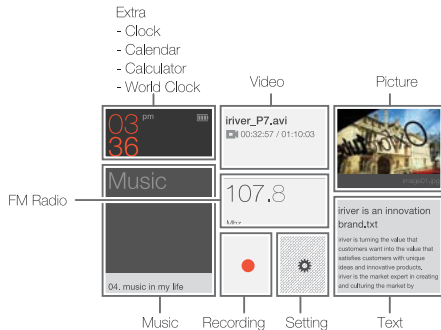 Extra
- Clock
- Calendar
- Calculator
- World Clock
Video
Picture
03 pm
36
iriver_P7.avi
00:32:57 / 01:10:03
image01.jpg
FM Radio
Music
107.8
MHz
iriver is an innovation
brand.txt
iriver is turning the value that
customers want into the value that
satisfies customers with unique
ideas and innovative products,
iriver is the market expert in creating
and culturing the market by
04. music in my life
Music
Recording
Setting
Text